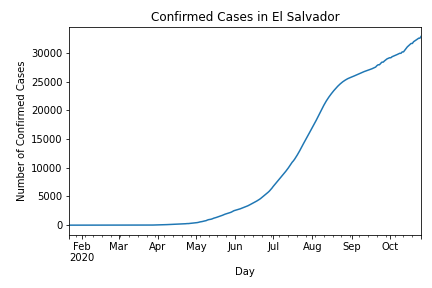 Confirmed Cases in El Salvador
Number of Confirmed Cases
30000
25000
20000
15000
10000
5000
0
Feb Mar Apr May Jun Jul Aug Sep Oct
2020
Day